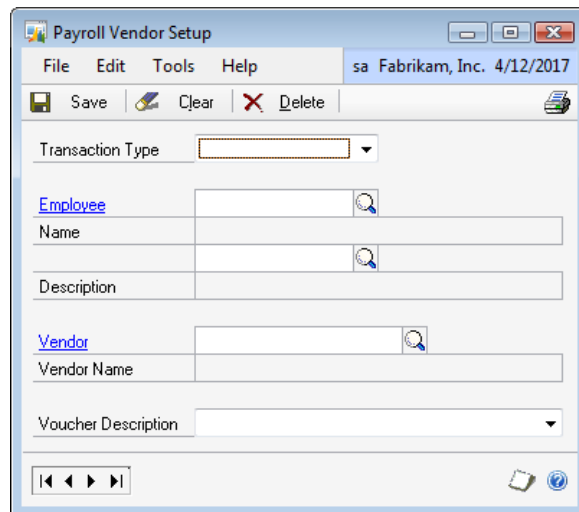 Payroll Vendor Setup
File Edit Tools Help sa Fabrikam, Inc. 4/12/2017
Save Clear Delete
Transaction Type
Employee
Name
Description
Vendor
Vendor Name
Voucher Description